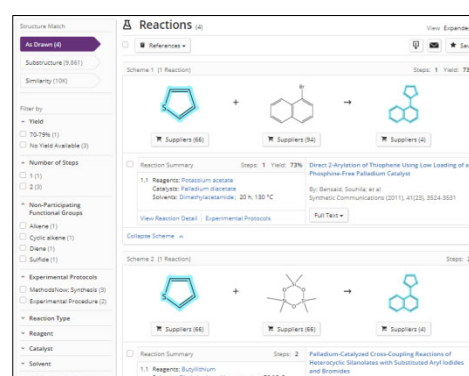 Structure Match
As Drawn (4)
Substructure (9,861)
Similarity (10K)
Filter by
Yield
70-79% (1)
No Yield Available (3)
Number of Steps
1 (1)
2 (3)
Non-Participating
Functional Groups
Alkene (1)
Cyclic alkene (1)
Diene (1)
Sulfide (1)
Experimental Protocols
MethodsNow: Synthesis (3)
Experimental Procedure (2)
Reaction Type
Reagent
Catalyst
Solvent
Reactions (4)
View Expande
References
Sav
Scheme 1 (1 Reaction)
Steps: 1 Yield: 73
S
+
Br
→
S
Suppliers (66)
Suppliers (94)
Suppliers (4)
Reaction Summary
Steps: 1 Yield: 73%
1.1 Reagents: Potassium acetate
Catalysts: Palladium diacetate
Solvents: Dimethylacetamide; 20 h, 130 °C
View Reaction Detail | Experimental Protocols
Direct 2-Arylation of Thiophene Using Low Loading of a
Phosphine-Free Palladium Catalyst
By: Bensaid, Souhila; et al
Synthetic Communications (2011), 41(23), 3524-3531
Full Text
Collapse Scheme
Scheme 2 (1 Reaction)
Steps: 2
S
+
→
S
Suppliers (66)
Suppliers (66)
Suppliers (4)
Reaction Summary
Steps: 2
1.1 Reagents: Butyllithium
Palladium-Catalyzed Cross-Coupling Reactions of
Heterocyclic Silanolates with Substituted Aryl Iodides
and Bromides